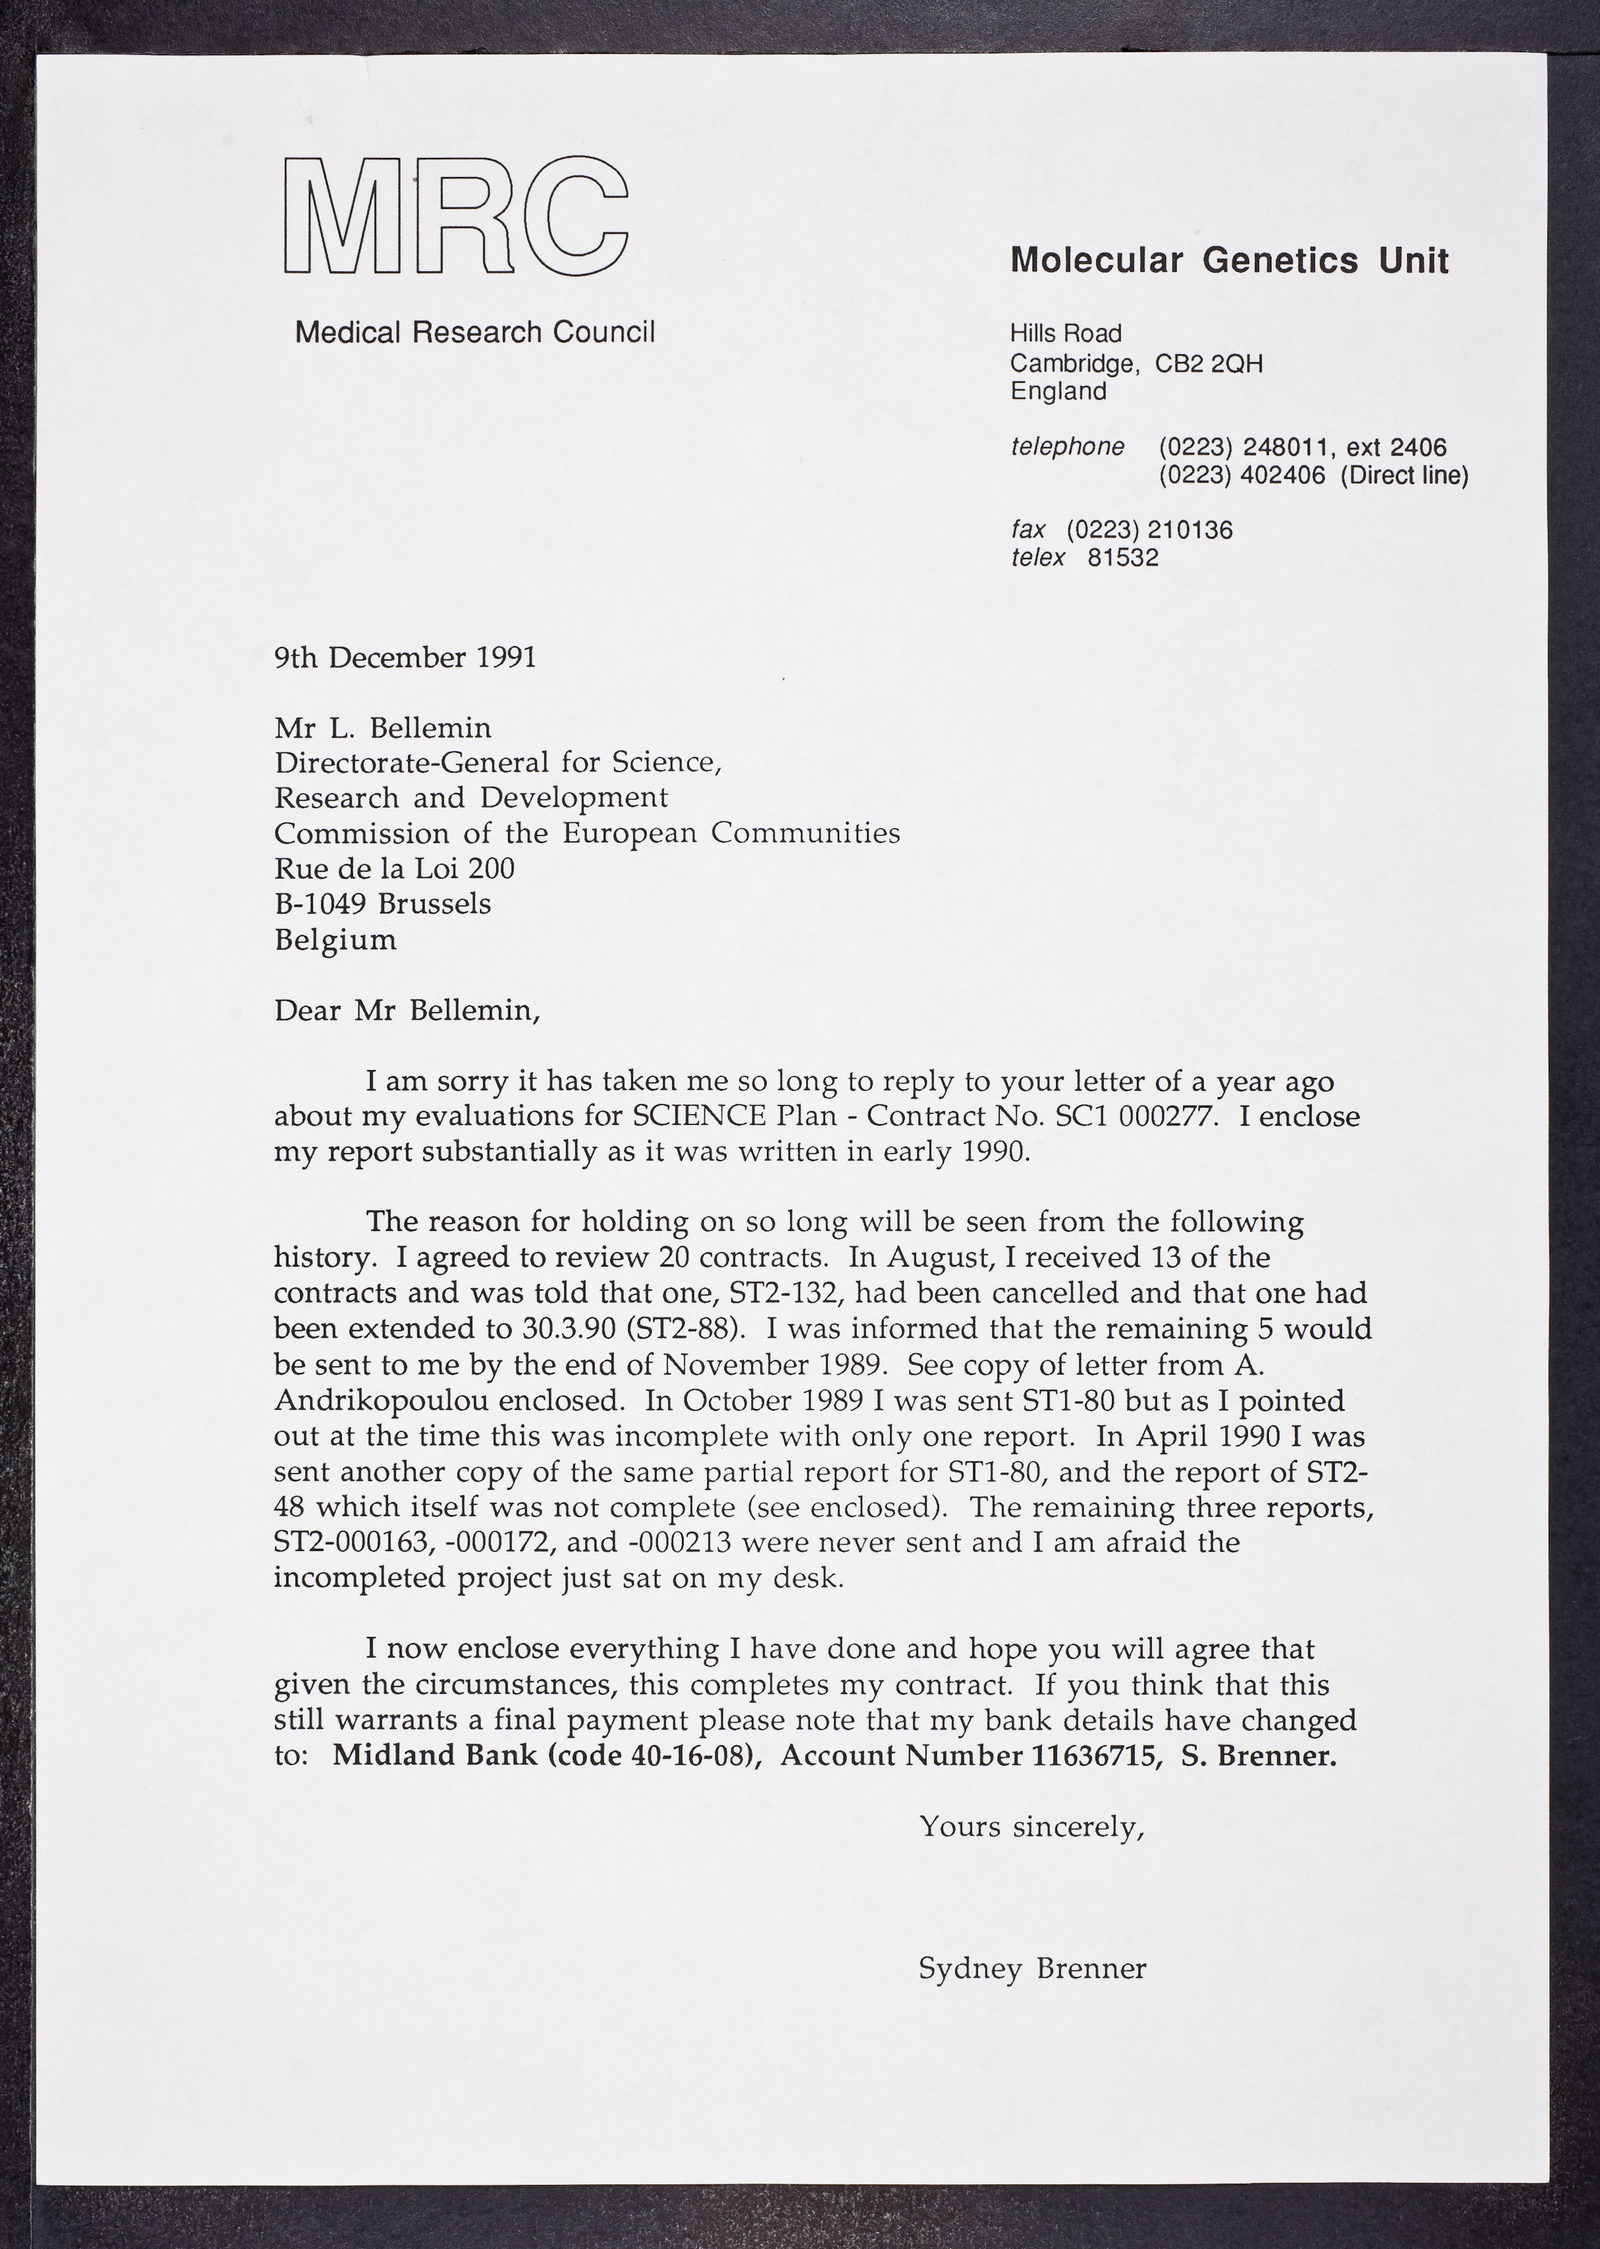 MRC
Medical Research Council
Molecular Genetics Unit
Hills Road
Cambridge, CB2 2QH
England
telephone (0223) 248011, ext 2406
(0223) 402406 (Direct line)
fax (0223) 210136
telex 81532
9th December 1991
Mr L. Bellemin
Directorate-General for Science,
Research and Development
Commission of the European Communities
Rue de la Loi 200
B-1049 Brussels
Belgium
Dear Mr Bellemin,
I am sorry it has taken me so long to reply to your letter of a year ago
about my evaluations for SCIENCE Plan - Contract No. SC1 000277. I enclose
my report substantially as it was written in early 1990.
The reason for holding on so long will be seen from the following
history. I agreed to review 20 contracts. In August, I received 13 of the
contracts and was told that one, ST2-132, had been cancelled and that one had
been extended to 30.3.90 (ST2-88). I was informed that the remaining 5 would
be sent to me by the end of November 1989. See copy of letter from A.
Andrikopoulou enclosed. In October 1989 I was sent ST1-80 but as I pointed
out at the time this was incomplete with only one report. In April 1990 I was
sent another copy of the same partial report for ST1-80, and the report of ST2-
48 which itself was not complete (see enclosed). The remaining three reports,
ST2-000163, -000172, and -000213 were never sent and I am afraid the
incompleted project just sat on my desk.
I now enclose everything I have done and hope you will agree that
given the circumstances, this completes my contract. If you think that this
still warrants a final payment please note that my bank details have changed
to: Midland Bank (code 40-16-08), Account Number 11636715, S. Brenner.
Yours sincerely,
Sydney Brenner